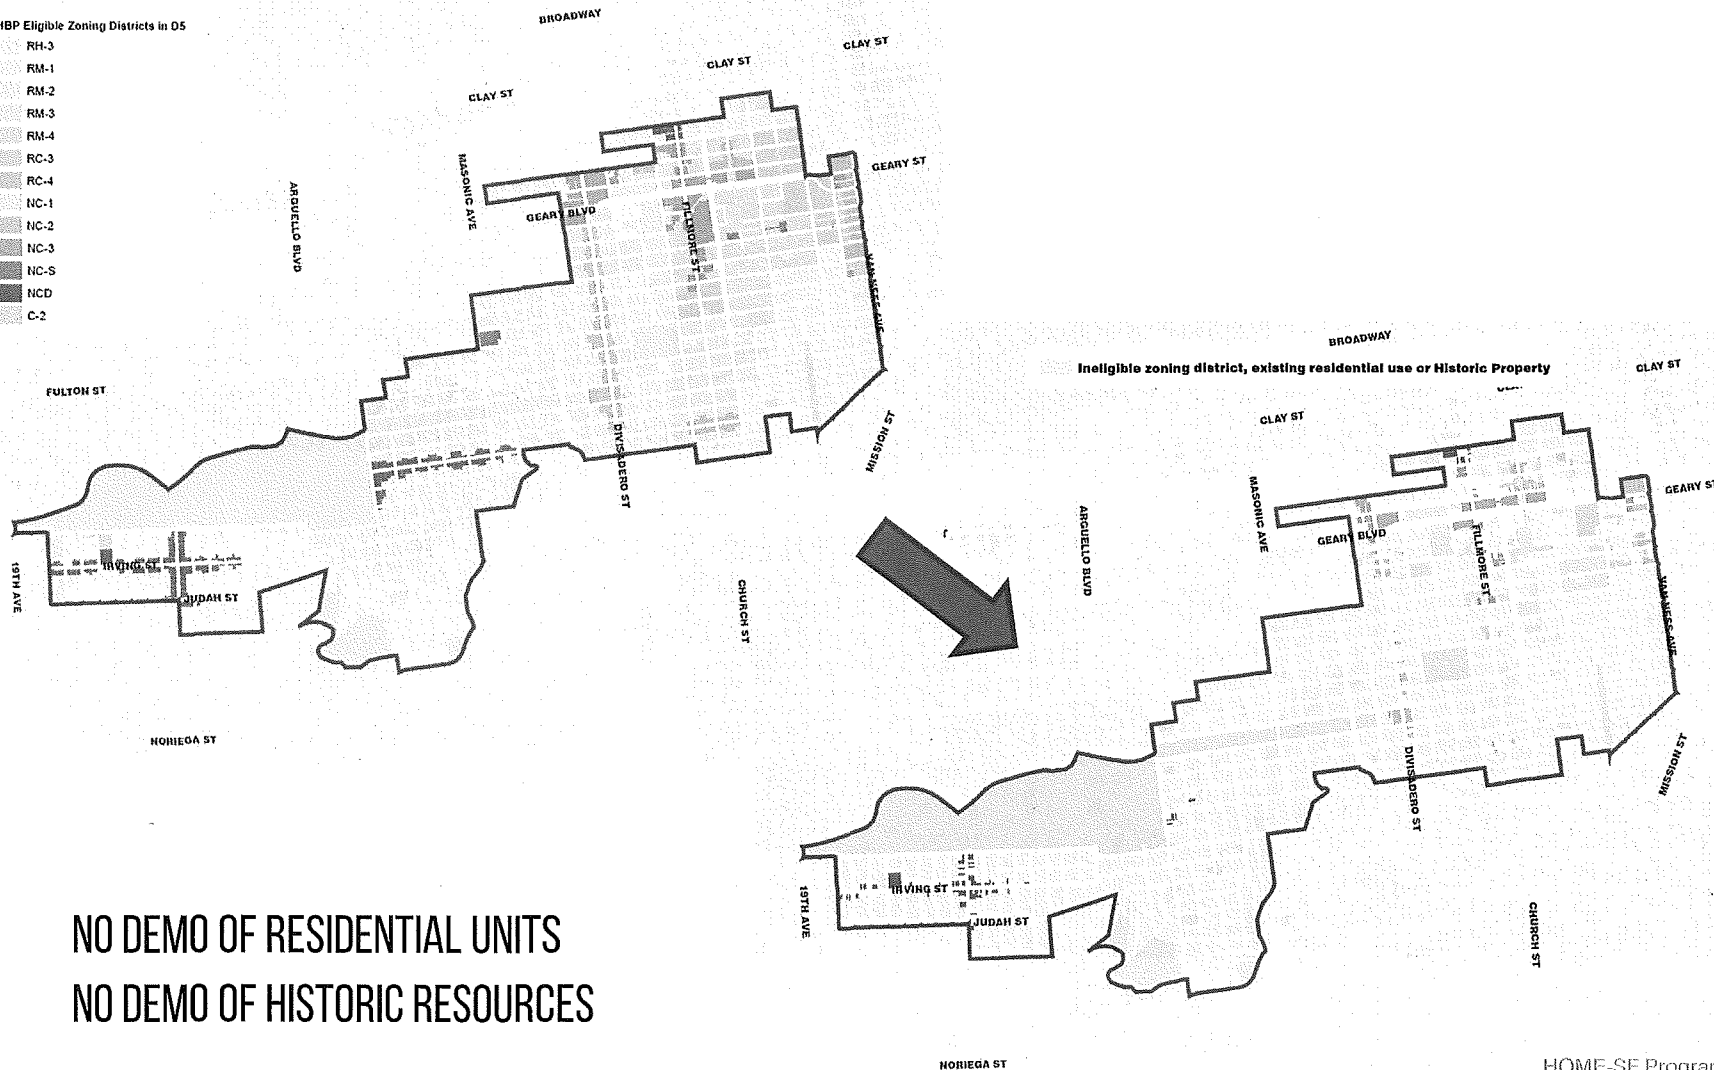 HBP Eligible Zoning Districts in D5
RH-3
RM-1
RM-2
RM-3
RM-4
RC-3
RC-4
NC-1
NC-2
NC-3
NC-S
NCD
C-2
BROADWAY
CLAY ST
CLAY ST
CLAY ST
MASONIC AVE
ARGUELLO BLVD
GEARY ST
GEARY BLVD
FILLMORE ST
VAN NESS AVE
FULTON ST
DIVISADERO ST
MISSION ST
IRVING ST
JUDAH ST
19TH AVE
CHURCH ST
NORIEGA ST
BROADWAY
Ineligible zoning district, existing residential use or Historic Property
CLAY ST
CLAY ST
MASONIC AVE
ARGUELLO BLVD
GEARY ST
GEARY BLVD
FILLMORE ST
VAN NESS AVE
DIVISADERO ST
MISSION ST
IRVING ST
JUDAH ST
19TH AVE
CHURCH ST
NORIEGA ST
NO DEMO OF RESIDENTIAL UNITS
NO DEMO OF HISTORIC RESOURCES
HOME-SF Program